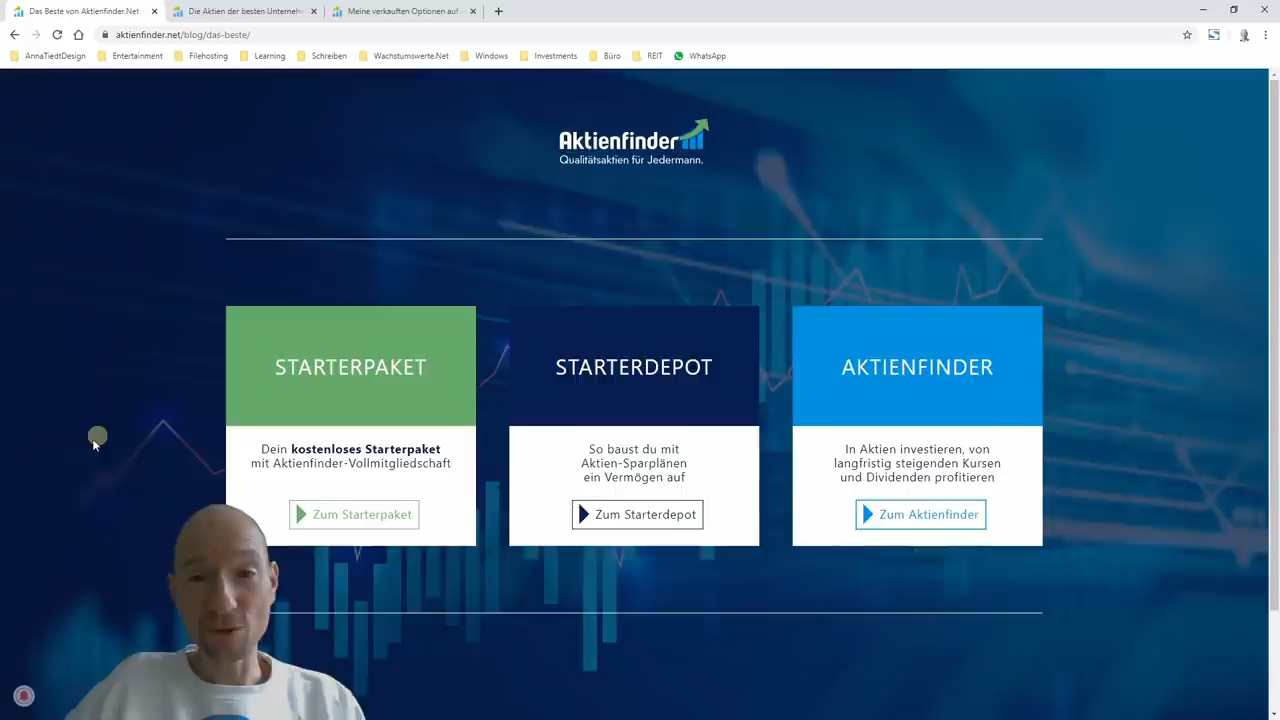 Das Beste von Aktienfinder.Net
Die Aktien der besten Unterneh
Meine verkauften Optionen auf
aktienfinder.net/blog/das-beste/
AnnaTiedtDesign
Entertainment
Filehosting
Learning
Schreiben
Wachstumswerte.Net
Windows
Investments
Büro
REIT
WhatsApp
Aktienfinder
Qualitätsaktien für Jedermann.
STARTERPAKET
Dein kostenloses Starterpaket
mit Aktienfinder-Vollmitgliedschaft
Zum Starterpaket
STARTERDEPOT
So baust du mit
Aktien-Sparplänen
ein Vermögen auf
Zum Starterdepot
AKTIENFINDER
In Aktien investieren, von
langfristig steigenden Kursen
und Dividenden profitieren
Zum Aktienfinder